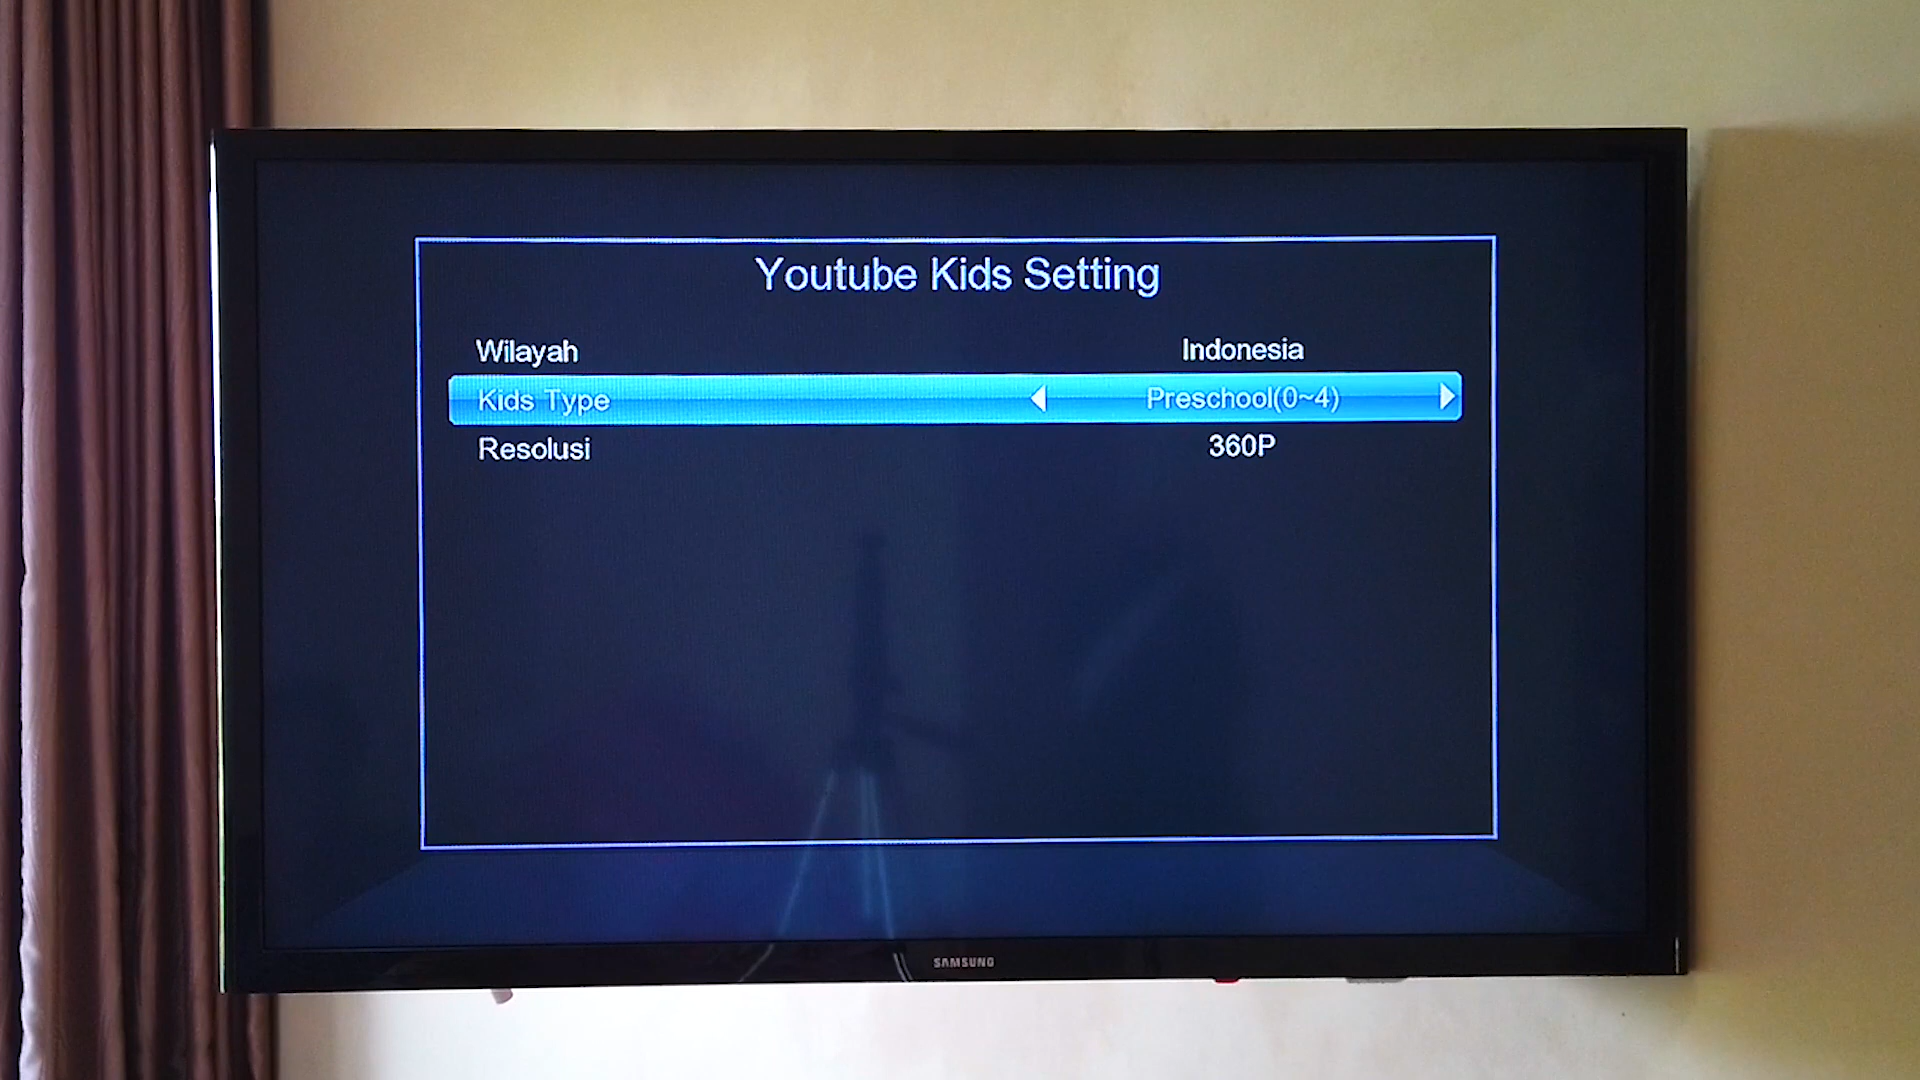 Youtube Kids Setting
Wilayah Indonesia
Kids Type Preschool(0~4)
Resolusi 360P
SAMSUNG